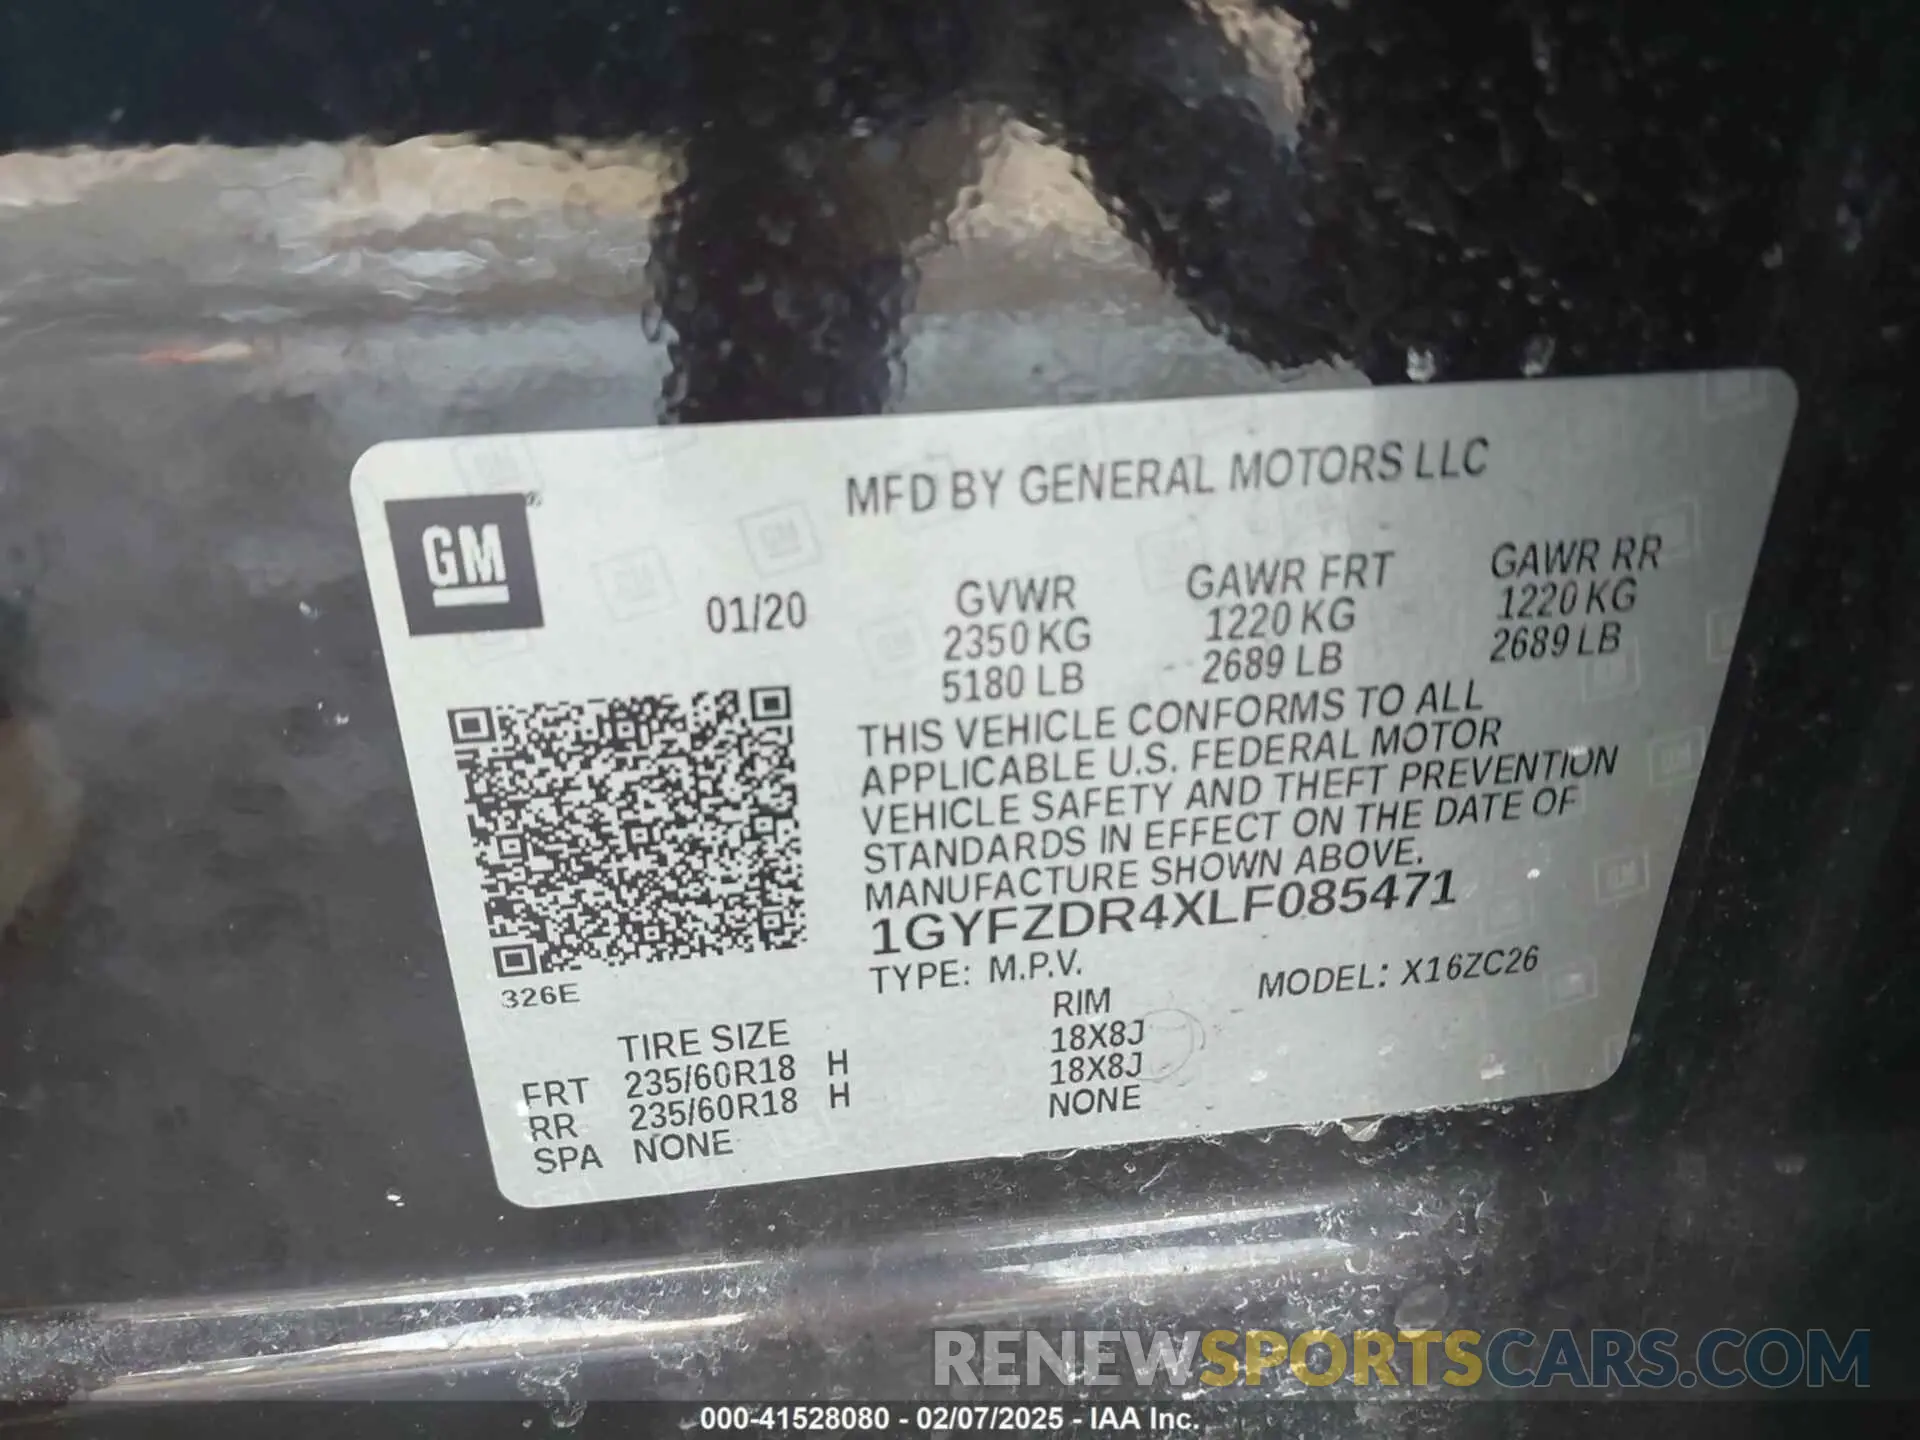 MFD BY GENERAL MOTORS LLC
GM®
01/20
GVWR GAWR FRT GAWR RR
2350 KG 1220 KG 1220 KG
5180 LB 2689 LB 2689 LB
THIS VEHICLE CONFORMS TO ALL
APPLICABLE U.S. FEDERAL MOTOR
VEHICLE SAFETY AND THEFT PREVENTION
STANDARDS IN EFFECT ON THE DATE OF
MANUFACTURE SHOWN ABOVE.
1GYFZDR4XLF085471
TYPE: M.P.V. MODEL: X16ZC26
326E
TIRE SIZE RIM
FRT 235/60R18 H 18X8J
RR 235/60R18 H 18X8J
SPA NONE NONE
RENEWSPORTSCARS.COM
000-41528080 - 02/07/2025 - IAA Inc.